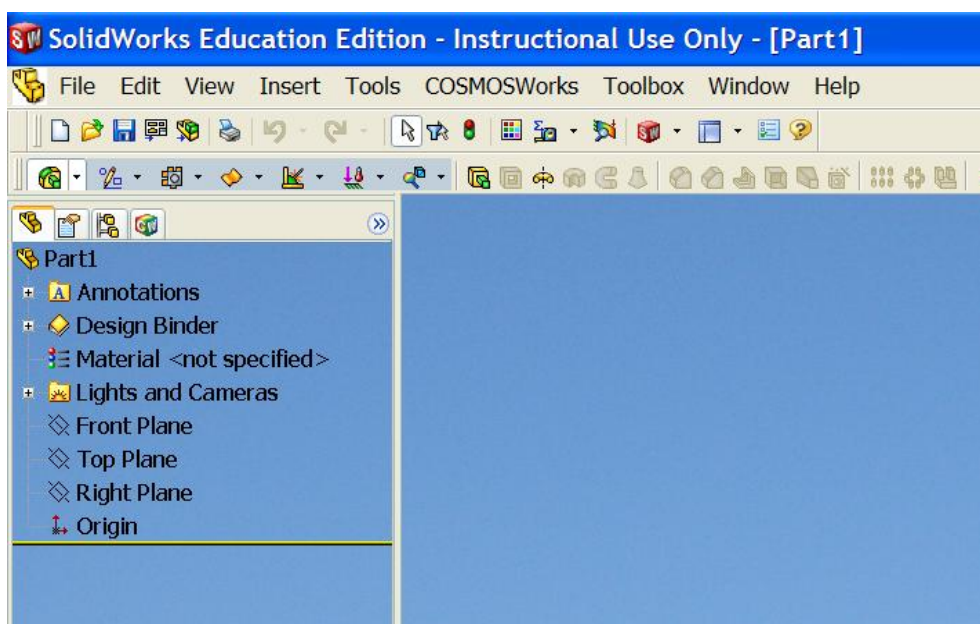 SolidWorks Education Edition - Instructional Use Only - [Part1]
File Edit View Insert Tools COSMOSWorks Toolbox Window Help
Part1
A Annotations
Design Binder
Material <not specified>
Lights and Cameras
Front Plane
Top Plane
Right Plane
Origin